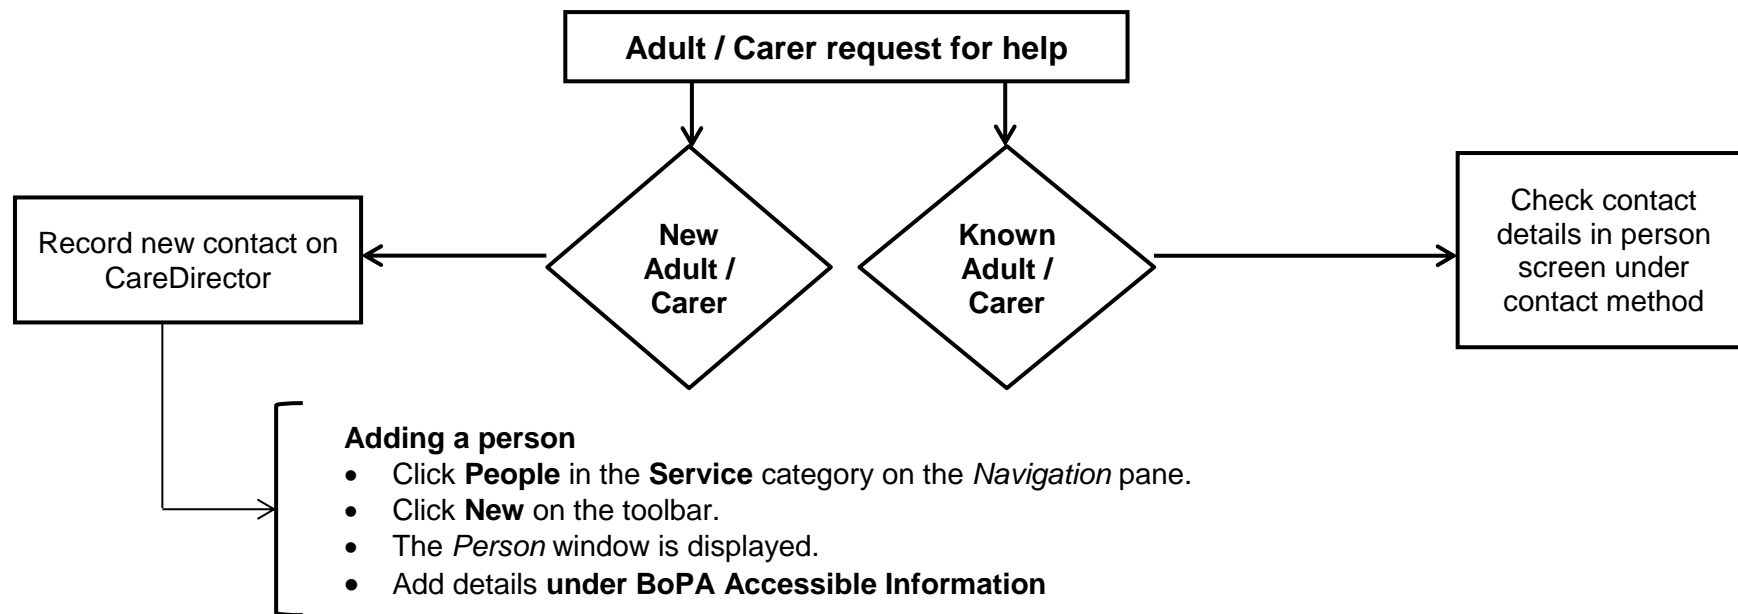 Adult / Carer request for help
Record new contact on
CareDirector
New
Adult /
Carer
Known
Adult /
Carer
Check contact
details in person
screen under
contact method
Adding a person
• Click People in the Service category on the Navigation pane.
• Click New on the toolbar.
• The Person window is displayed.
• Add details under BoPA Accessible Information